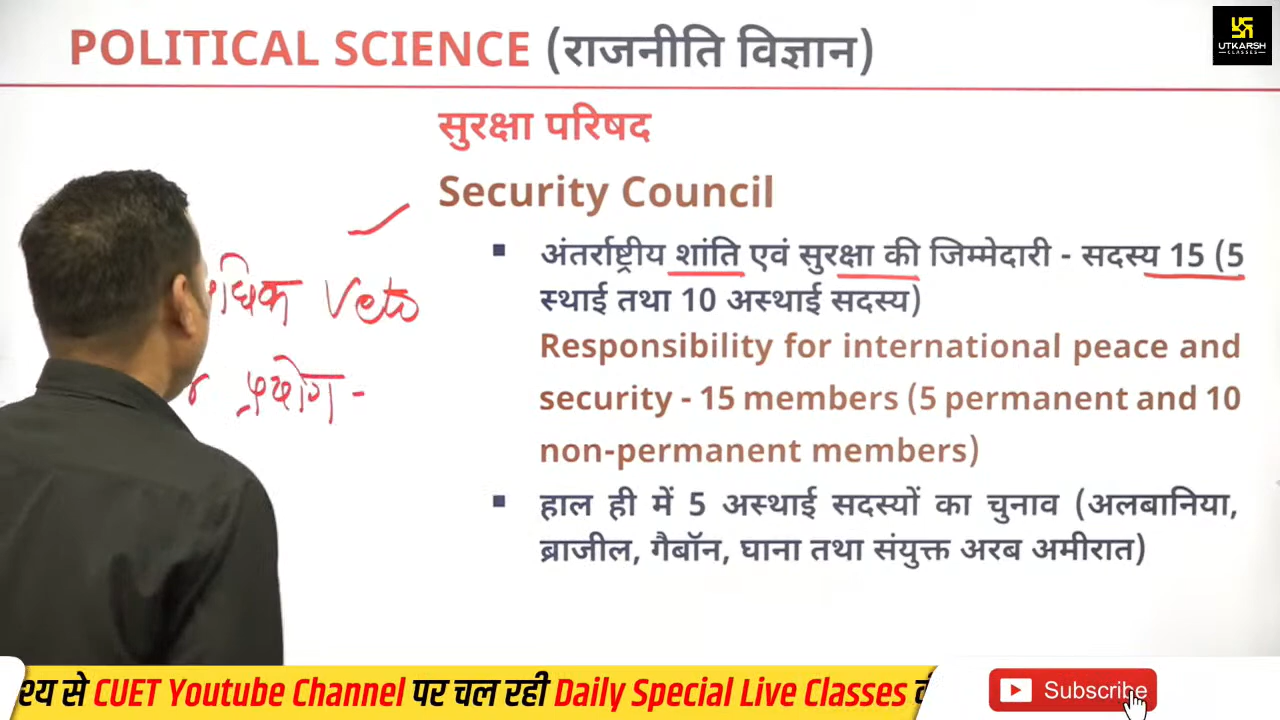 POLITICAL SCIENCE (राजनीति विज्ञान)
UTKARSH
CLASSES
सुरक्षा परिषद
Security Council
▪ अंतर्राष्ट्रीय शांति एवं सुरक्षा की जिम्मेदारी - सदस्य 15 (5
स्थाई तथा 10 अस्थाई सदस्य)
Responsibility for international peace and
security - 15 members (5 permanent and 10
non-permanent members)
▪ हाल ही में 5 अस्थाई सदस्यों का चुनाव (अलबानिया,
ब्राजील, गैबॉन, घाना तथा संयुक्त अरब अमीरात)
Veto
प्रयोग -
से CUET Youtube Channel पर चल रही Daily Special Live Classes
Subscribe